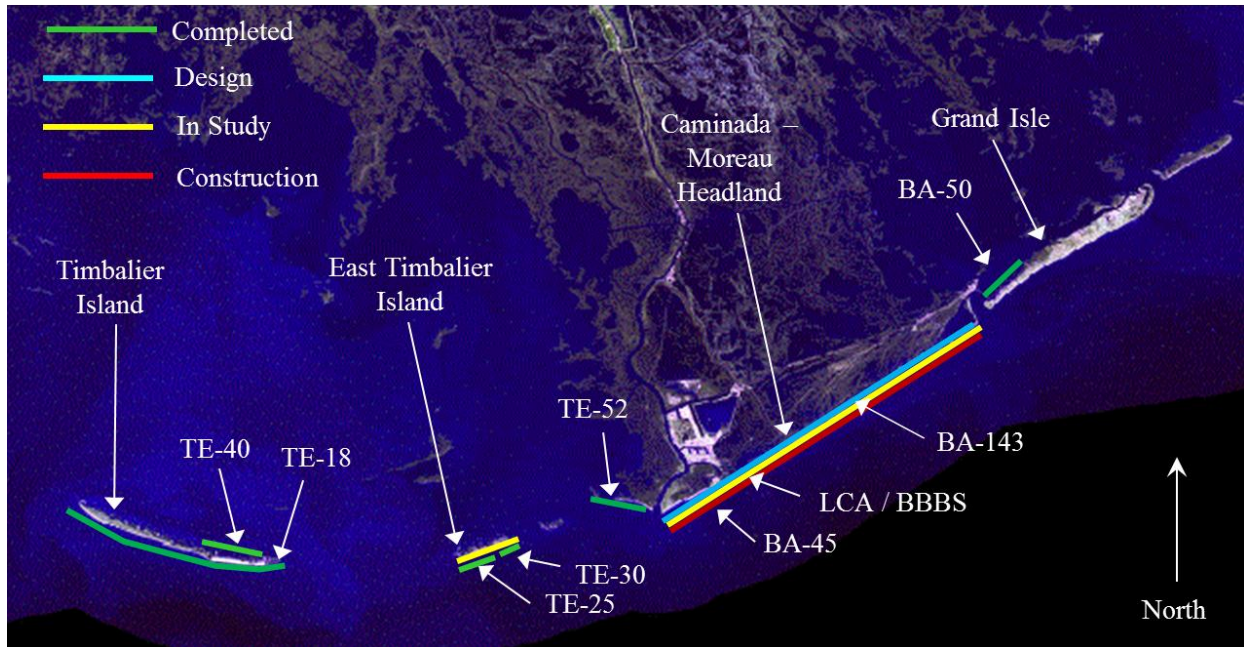 Completed
Design
In Study
Construction
Timbalier
Island
TE-40
TE-18
East Timbalier
Island
TE-30
TE-25
TE-52
Caminada –
Moreau
Headland
Grand Isle
BA-50
BA-143
LCA / BBBS
BA-45
North